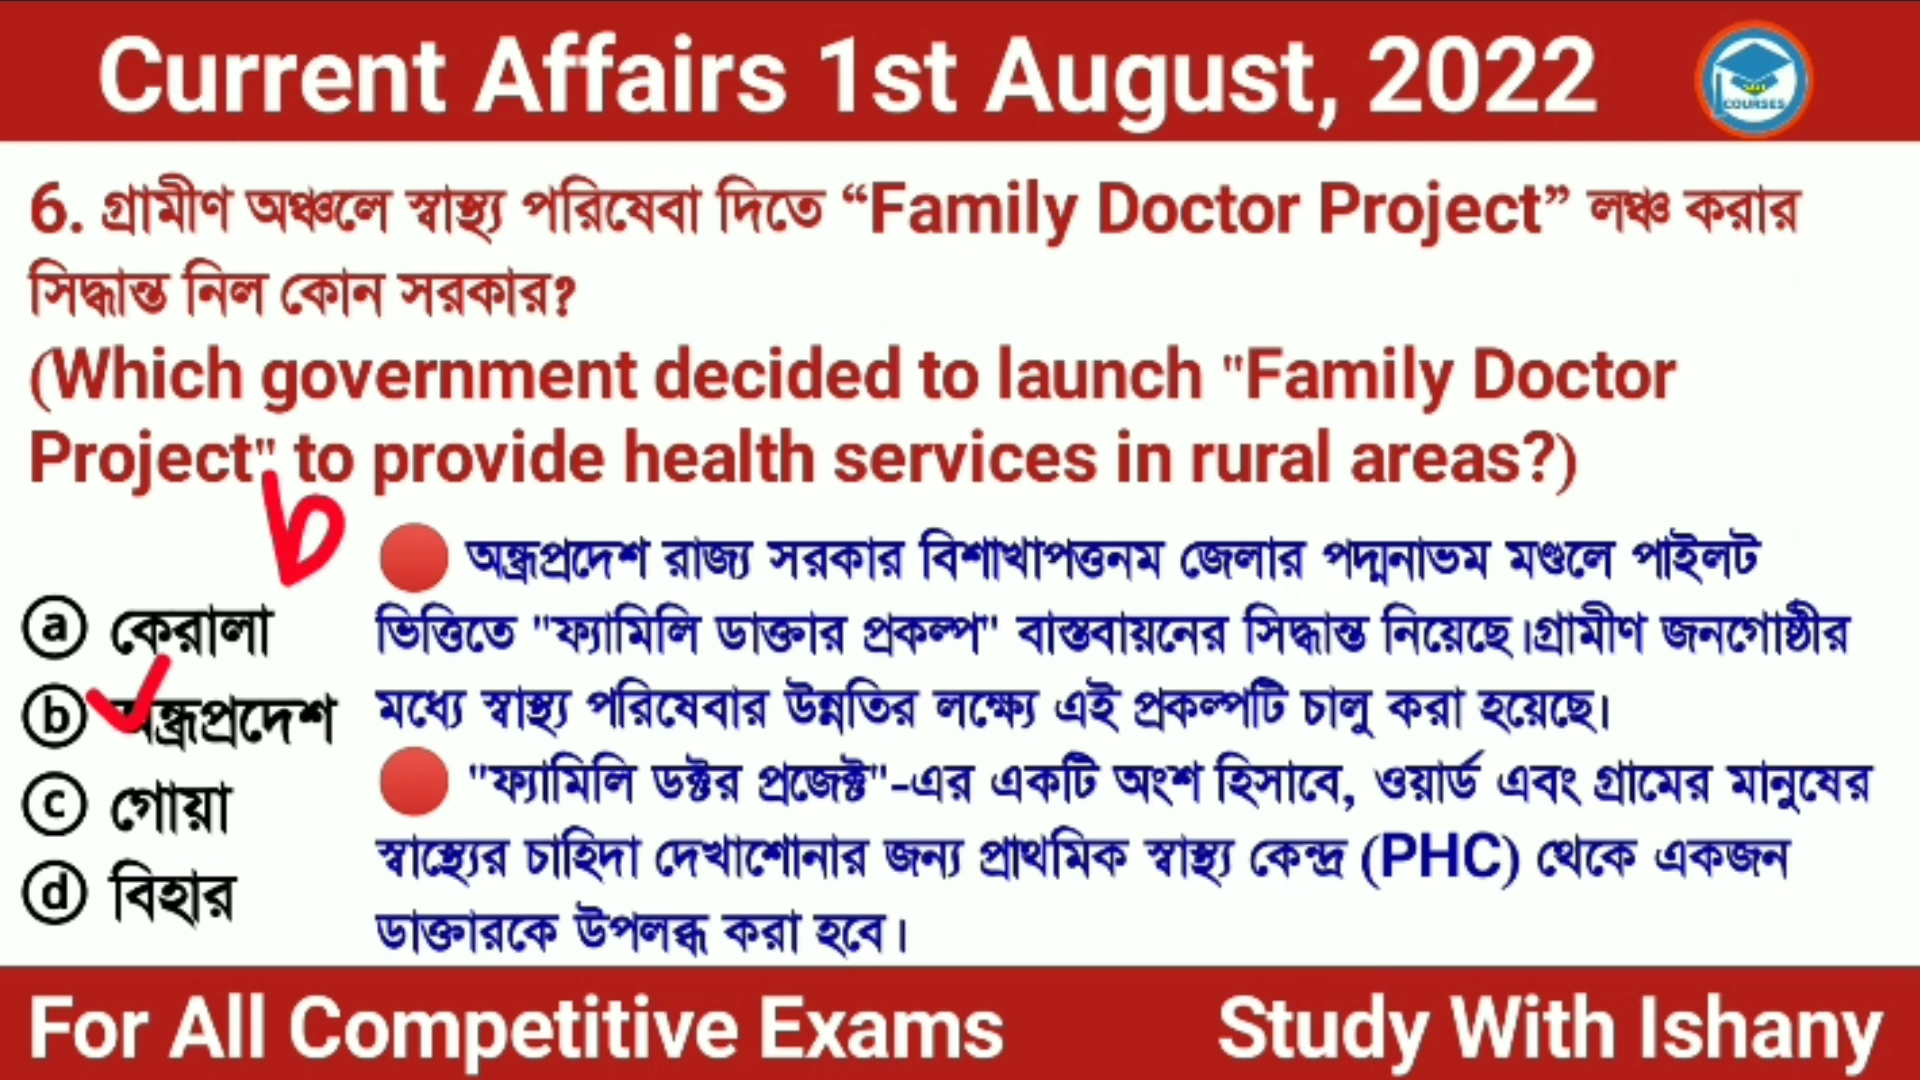 Current Affairs 1st August, 2022
COURSES
6. গ্রামীণ অঞ্চলে স্বাস্থ্য পরিষেবা দিতে “Family Doctor Project” লঞ্চ করার
সিদ্ধান্ত নিল কোন সরকার?
(Which government decided to launch "Family Doctor
Project" to provide health services in rural areas?)
b
ⓐ কেরালা
ⓑ অন্ধ্রপ্রদেশ
ⓒ গোয়া
ⓓ বিহার
🔴 অন্ধ্রপ্রদেশ রাজ্য সরকার বিশাখাপত্তনম জেলার পদ্মনাভম মণ্ডলে পাইলট
ভিত্তিতে "ফ্যামিলি ডাক্তার প্রকল্প" বাস্তবায়নের সিদ্ধান্ত নিয়েছে।গ্রামীণ জনগোষ্ঠীর
মধ্যে স্বাস্থ্য পরিষেবার উন্নতির লক্ষ্যে এই প্রকল্পটি চালু করা হয়েছে।
🔴 "ফ্যামিলি ডক্টর প্রজেক্ট"-এর একটি অংশ হিসাবে, ওয়ার্ড এবং গ্রামের মানুষের
স্বাস্থ্যের চাহিদা দেখাশোনার জন্য প্রাথমিক স্বাস্থ্য কেন্দ্র (PHC) থেকে একজন
ডাক্তারকে উপলব্ধ করা হবে।
For All Competitive Exams
Study With Ishany